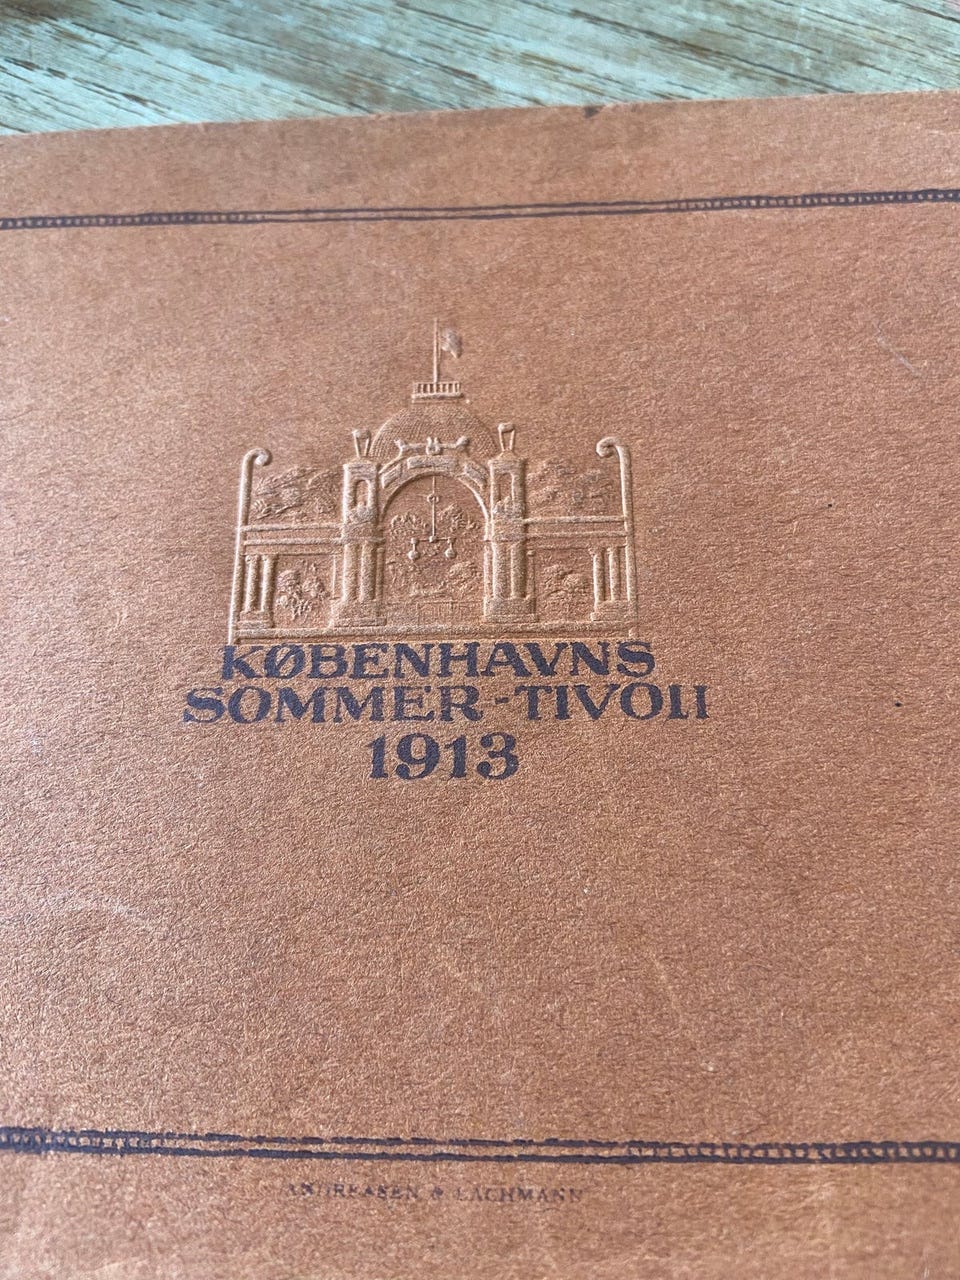 KØBENHAVNS
SOMMER-TIVOLI
1913
ANDREASEN & LACHMANN